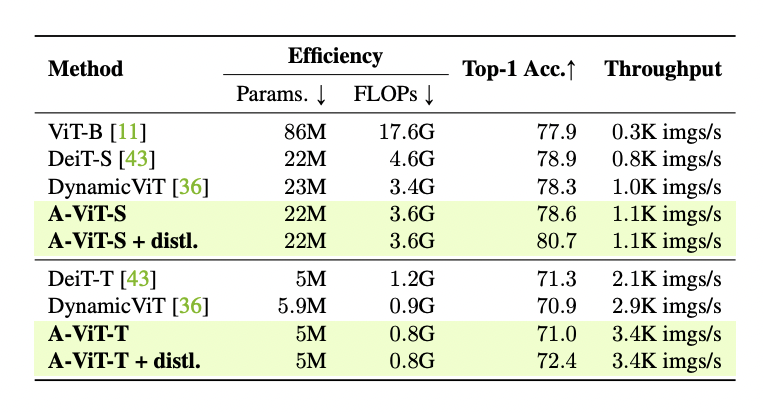 Method Efficiency Top-1 Acc.↑ Throughput
Params. ↓ FLOPs ↓
ViT-B [11] 86M 17.6G 77.9 0.3K imgs/s
DeiT-S [43] 22M 4.6G 78.9 0.8K imgs/s
DynamicViT [36] 23M 3.4G 78.3 1.0K imgs/s
A-ViT-S 22M 3.6G 78.6 1.1K imgs/s
A-ViT-S + distl. 22M 3.6G 80.7 1.1K imgs/s
DeiT-T [43] 5M 1.2G 71.3 2.1K imgs/s
DynamicViT [36] 5.9M 0.9G 70.9 2.9K imgs/s
A-ViT-T 5M 0.8G 71.0 3.4K imgs/s
A-ViT-T + distl. 5M 0.8G 72.4 3.4K imgs/s